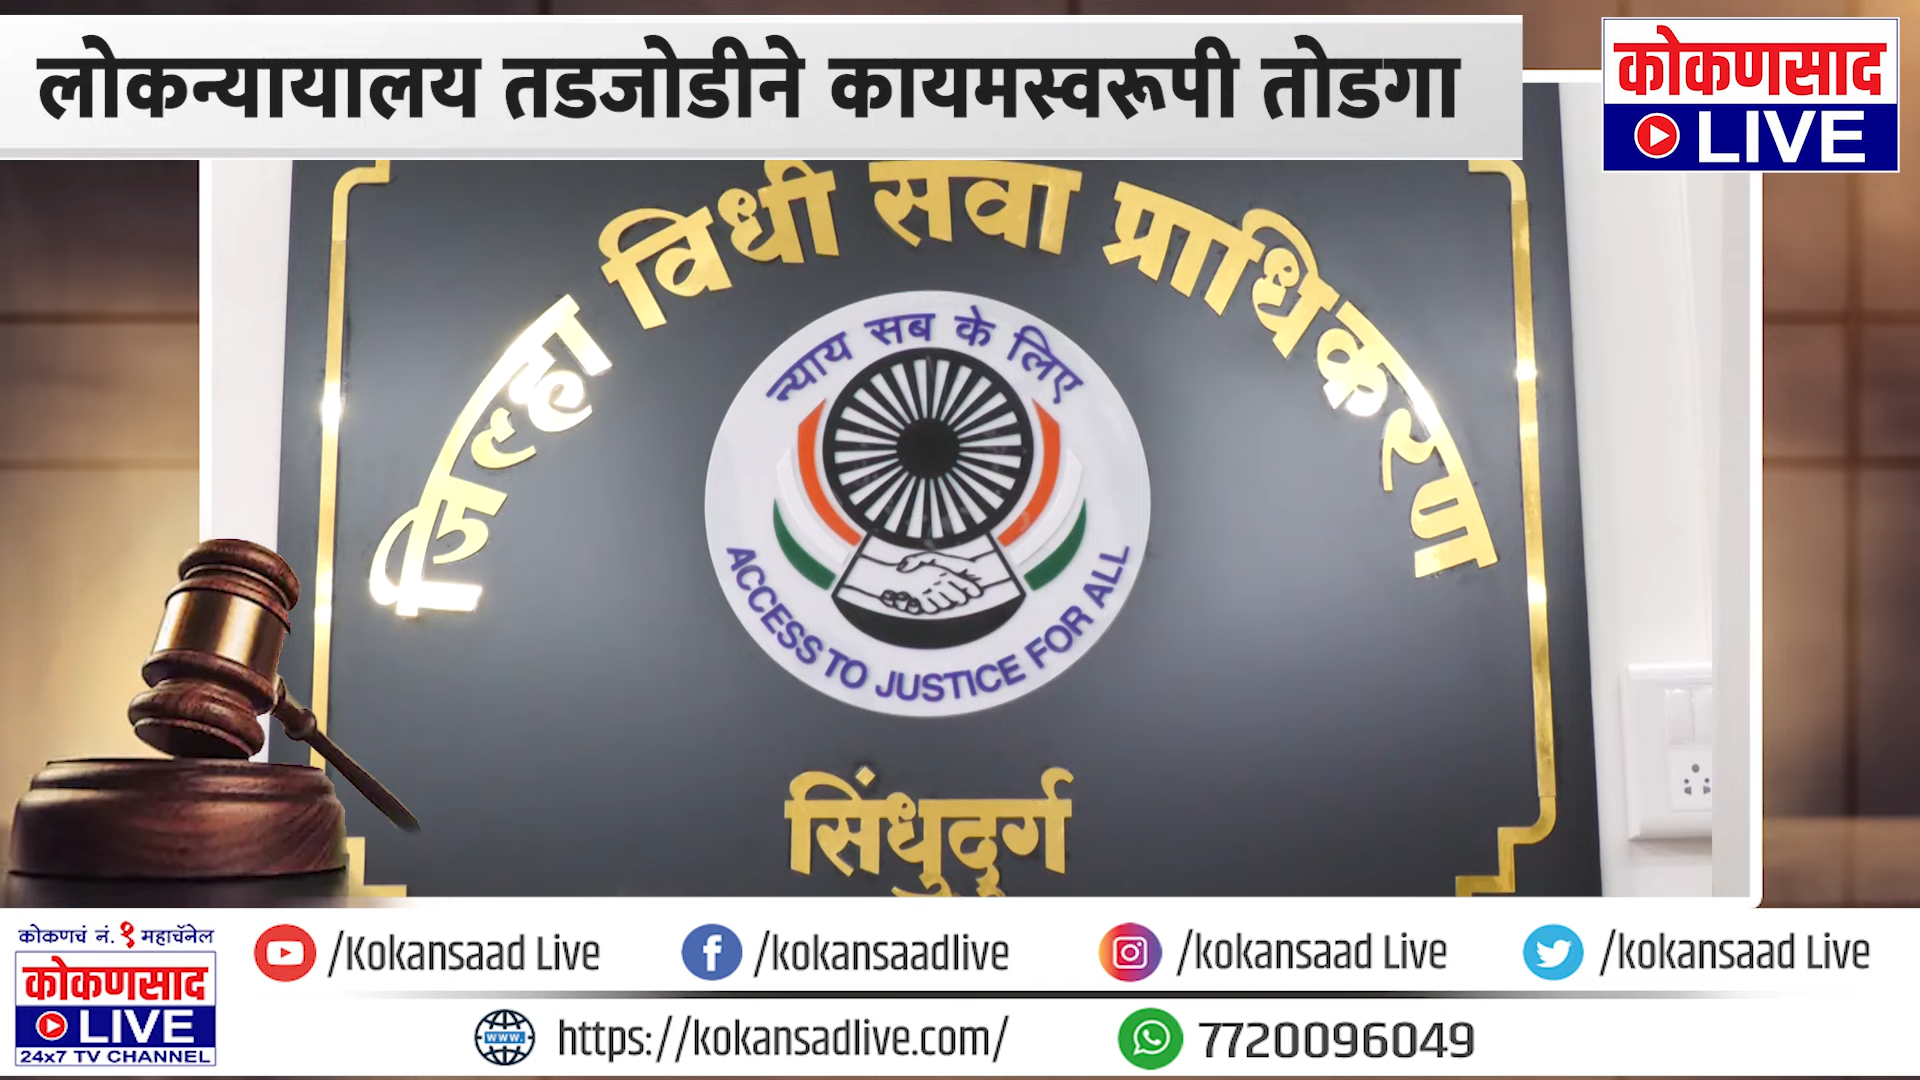 लोकन्यायालय तडजोडीने कायमस्वरूपी तोडगा
कोकणसाद
LIVE
जिल्हा विधी सेवा प्राधिकरण
न्याय सब के लिए
ACCESS TO JUSTICE FOR ALL
सिंधुदुर्ग
कोकणचं नं. १ महाचॅनेल
कोकणसाद
LIVE
24x7 TV CHANNEL
/Kokansaad Live
/kokansaadlive
/kokansaad Live
/kokansaad Live
www.
https://kokansadlive.com/
7720096049